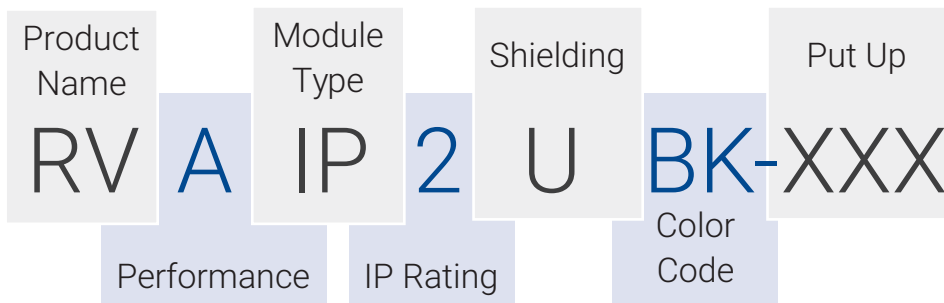 Product
Name
Module
Type
Shielding
Put Up
RV A IP 2 U BK-XXX
Performance
IP Rating
Color
Code